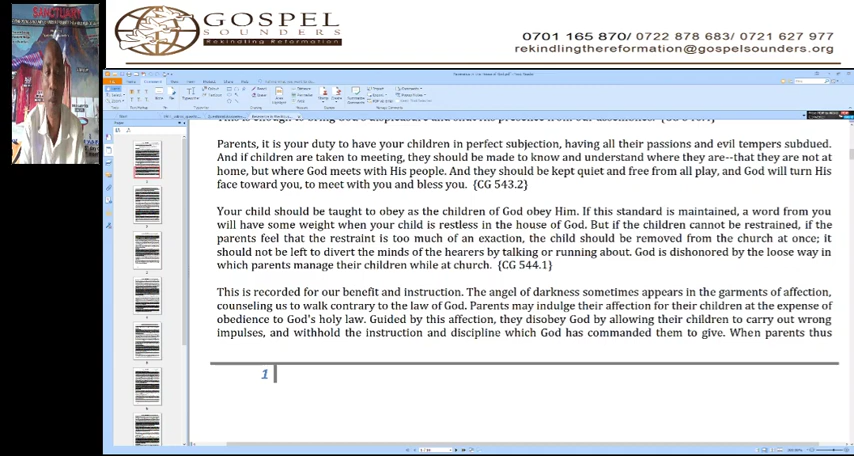 SANCTUARY
GOSPEL
SOUNDERS
Rekindling Reformation
0701 165 870/ 0722 878 683/ 0721 627 977
rekindlingthereformation@gospelsounders.org
Parents, it is your duty to have your children in perfect subjection, having all their passions and evil tempers subdued.
And if children are taken to meeting, they should be made to know and understand where they are--that they are not at
home, but where God meets with His people. And they should be kept quiet and free from all play, and God will turn His
face toward you, to meet with you and bless you. {CG 543.2}
Your child should be taught to obey as the children of God obey Him. If this standard is maintained, a word from you
will have some weight when your child is restless in the house of God. But if the children cannot be restrained, if the
parents feel that the restraint is too much of an exaction, the child should be removed from the church at once; it
should not be left to divert the minds of the hearers by talking or running about. God is dishonored by the loose way in
which parents manage their children while at church. {CG 544.1}
This is recorded for our benefit and instruction. The angel of darkness sometimes appears in the garments of affection,
counseling us to walk contrary to the law of God. Parents may indulge their affection for their children at the expense of
obedience to God's holy law. Guided by this affection, they disobey God by allowing their children to carry out wrong
impulses, and withhold the instruction and discipline which God has commanded them to give. When parents thus
1